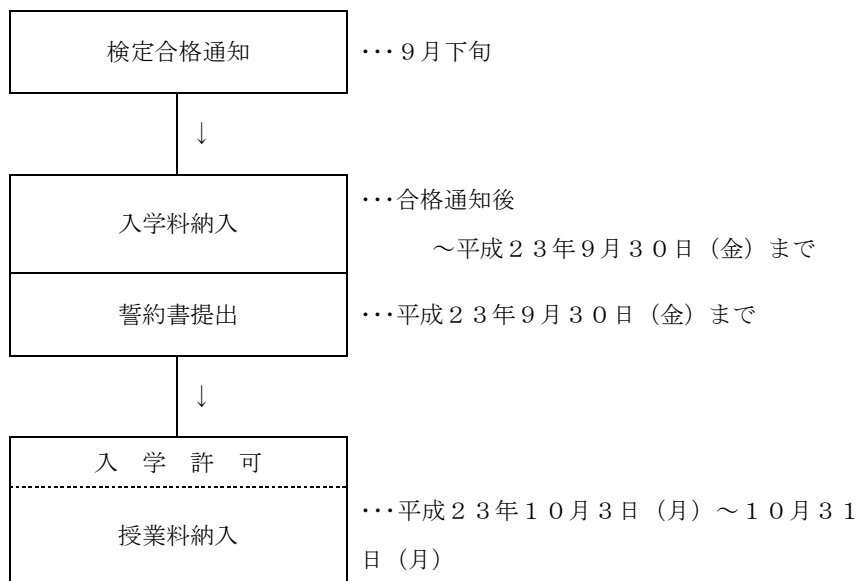 検定合格通知 ･･･９月下旬
↓
入学料納入 ･･･合格通知後
～平成２３年９月３０日（金）まで
誓約書提出 ･･･平成２３年９月３０日（金）まで
↓
入　学　許　可
授業料納入 ･･･平成２３年１０月３日（月）～１０月３１
日（月）